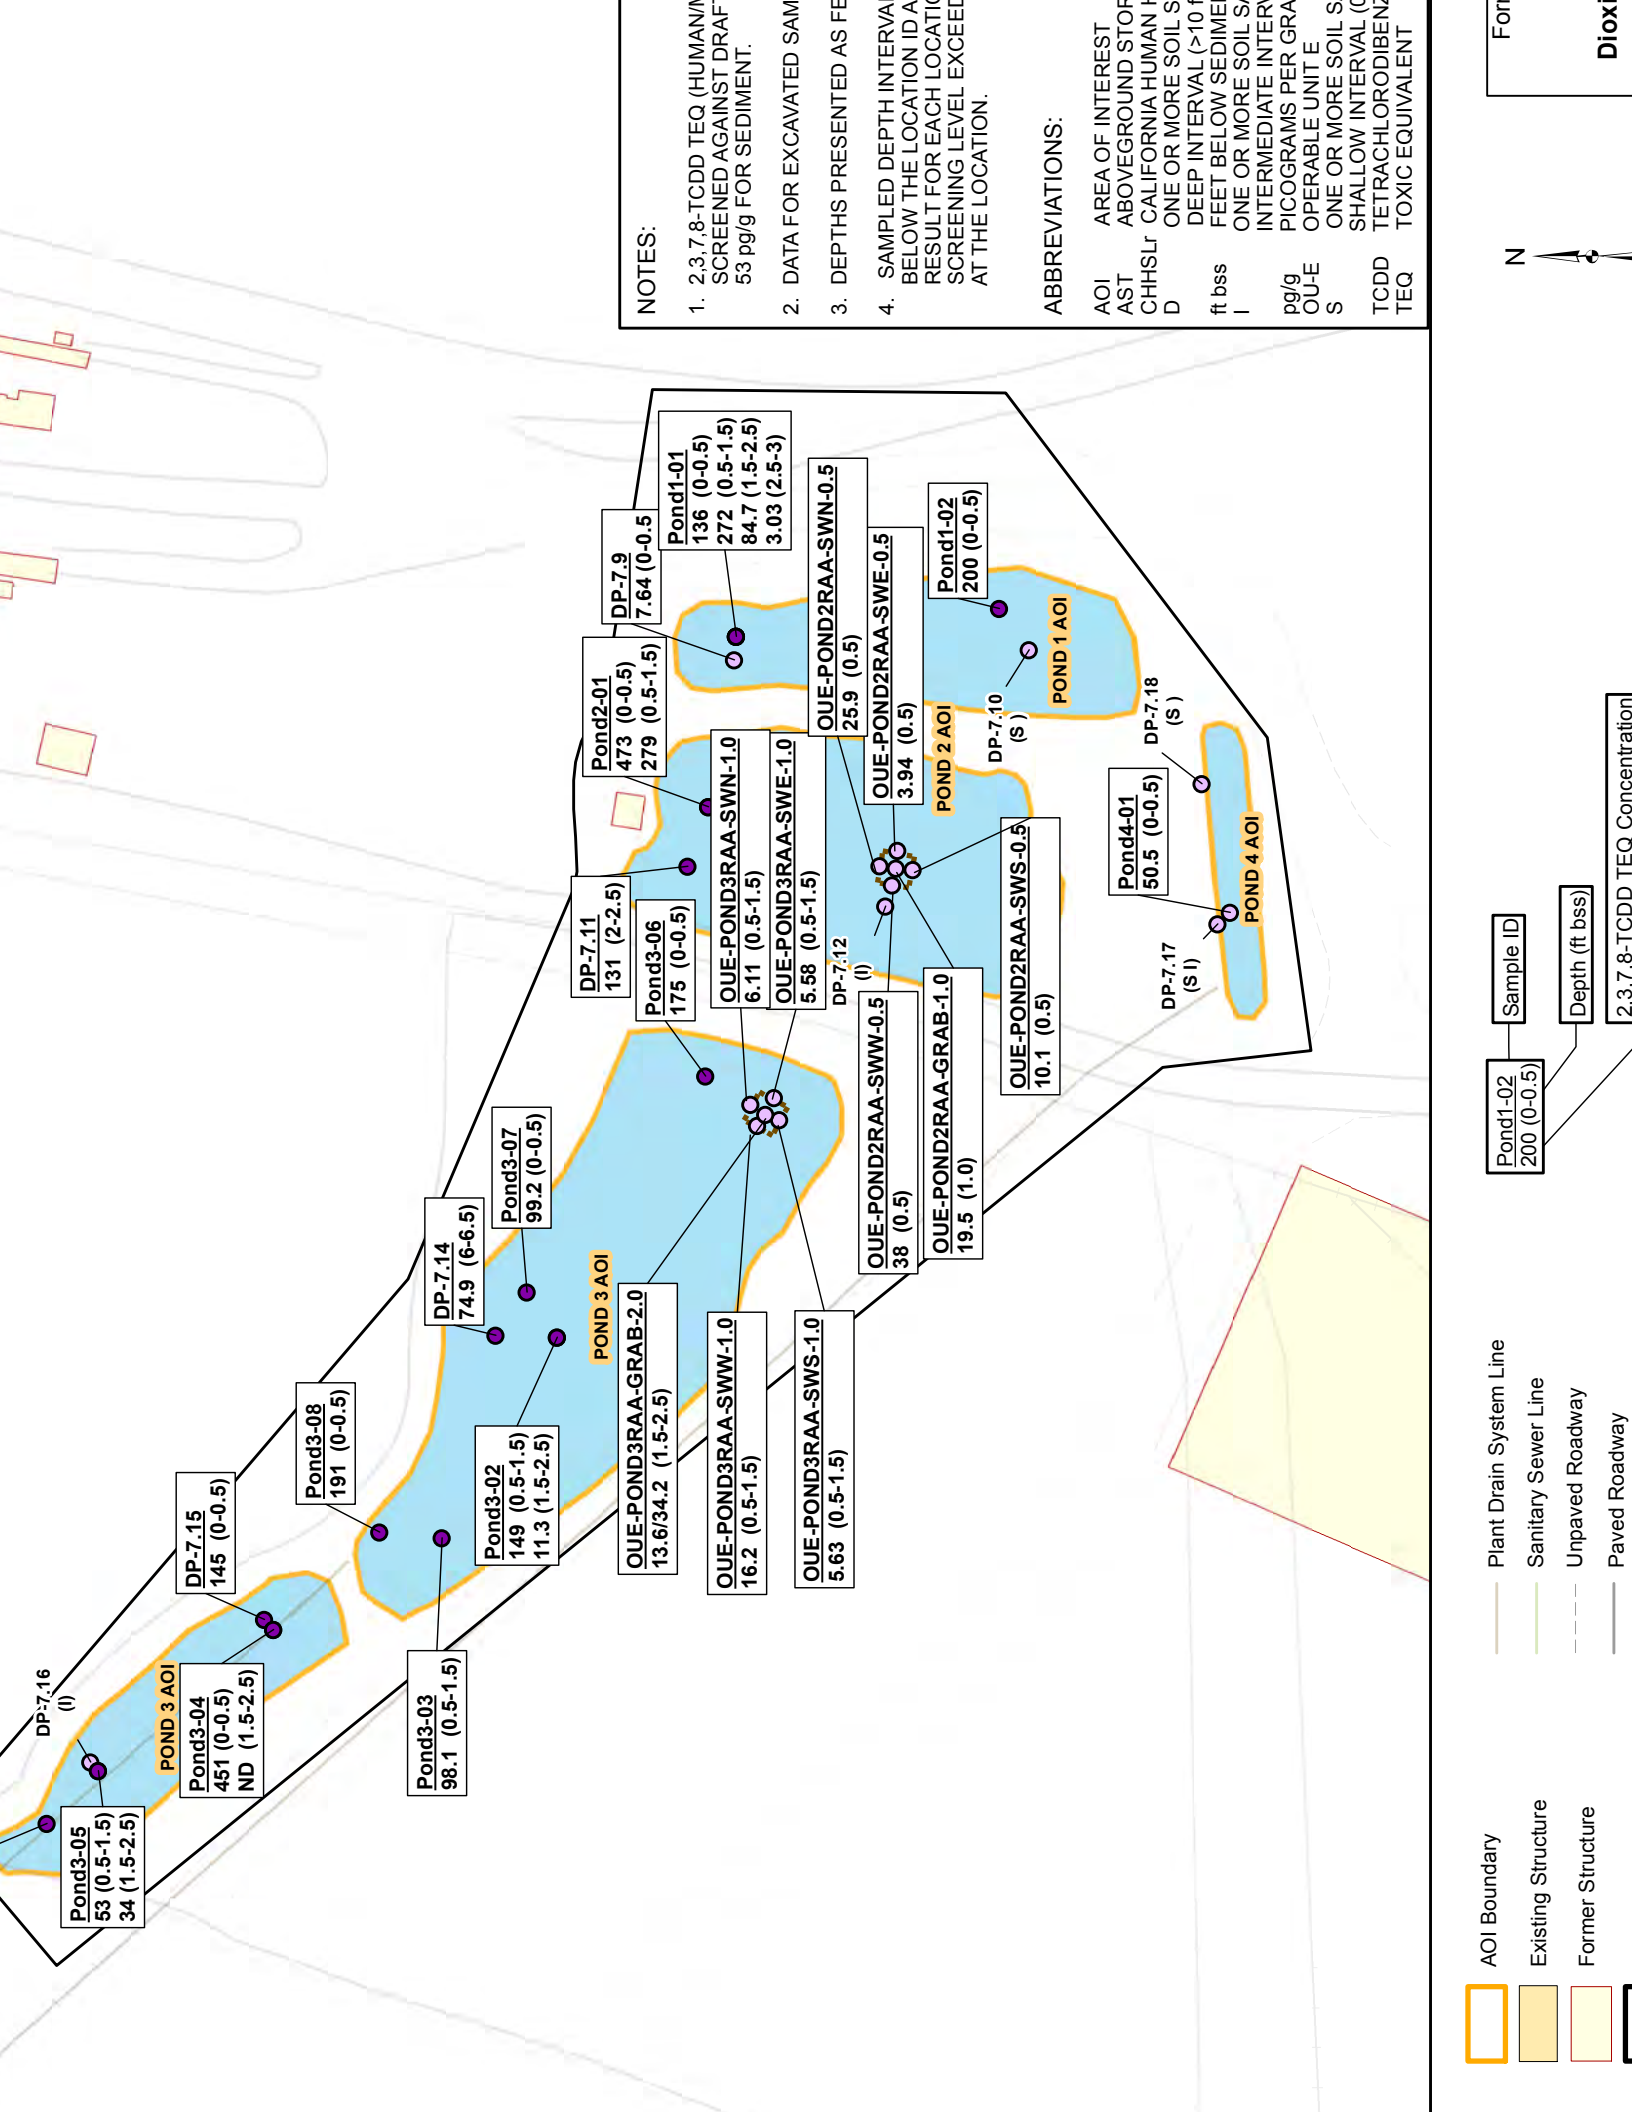 DP-7.16
(I)
POND 3 AOI
Pond3-05
53 (0.5-1.5)
34 (1.5-2.5)
Pond3-04
451 (0-0.5)
ND (1.5-2.5)
DP-7.15
145 (0-0.5)
Pond3-08
191 (0-0.5)
Pond3-03
98.1 (0.5-1.5)
DP-7.14
74.9 (6-6.5)
Pond3-07
99.2 (0-0.5)
Pond3-02
149 (0.5-1.5)
11.3 (1.5-2.5)
POND 3 AOI
OUE-POND3RAA-GRAB-2.0
13.6/34.2 (1.5-2.5)
OUE-POND3RAA-SWW-1.0
16.2 (0.5-1.5)
OUE-POND3RAA-SWS-1.0
5.63 (0.5-1.5)
DP-7.11
131 (2-2.5)
Pond3-06
175 (0-0.5)
OUE-POND3RAA-SWN-1.0
6.11 (0.5-1.5)
OUE-POND3RAA-SWE-1.0
5.58 (0.5-1.5)
DP-7.12
(I)
OUE-POND2RAA-SWW-0.5
38 (0.5)
OUE-POND2RAA-GRAB-1.0
19.5 (1.0)
OUE-POND2RAA-SWS-0.5
10.1 (0.5)
Pond2-01
473 (0-0.5)
279 (0.5-1.5)
DP-7.9
7.64 (0-0.5
Pond1-01
136 (0-0.5)
272 (0.5-1.5)
84.7 (1.5-2.5)
3.03 (2.5-3)
OUE-POND2RAA-SWN-0.5
25.9 (0.5)
OUE-POND2RAA-SWE-0.5
3.94 (0.5)
POND 2 AOI
Pond1-02
200 (0-0.5)
DP-7.10
(S )
POND 1 AOI
Pond4-01
50.5 (0-0.5)
DP-7.18
(S )
DP-7.17
(S I)
POND 4 AOI
NOTES:
1. 2,3,7,8-TCDD TEQ (HUMAN/
SCREENED AGAINST DRAF
53 pg/g FOR SEDIMENT.
2. DATA FOR EXCAVATED SAM
3. DEPTHS PRESENTED AS FE
4. SAMPLED DEPTH INTERVA
BELOW THE LOCATION ID A
RESULT FOR EACH LOCATIO
SCREENING LEVEL EXCEED
AT THE LOCATION.
ABBREVIATIONS:
AOI AREA OF INTEREST
AST ABOVEGROUND STOR
CHHSLr CALIFORNIA HUMAN H
D ONE OR MORE SOIL S
DEEP INTERVAL (>10 f
ft bss FEET BELOW SEDIME
I ONE OR MORE SOIL SA
INTERMEDIATE INTERV
pg/g PICOGRAMS PER GRA
OU-E OPERABLE UNIT E
S ONE OR MORE SOIL SA
SHALLOW INTERVAL (0
TCDD TETRACHLORODIBENZ
TEQ TOXIC EQUIVALENT
AOI Boundary
Existing Structure
Former Structure
Plant Drain System Line
Sanitary Sewer Line
Unpaved Roadway
Paved Roadway
Pond1-02
200 (0-0.5)
Sample ID
Depth (ft bss)
2,3,7,8-TCDD TEQ Concentration
N
Forr
Dioxi